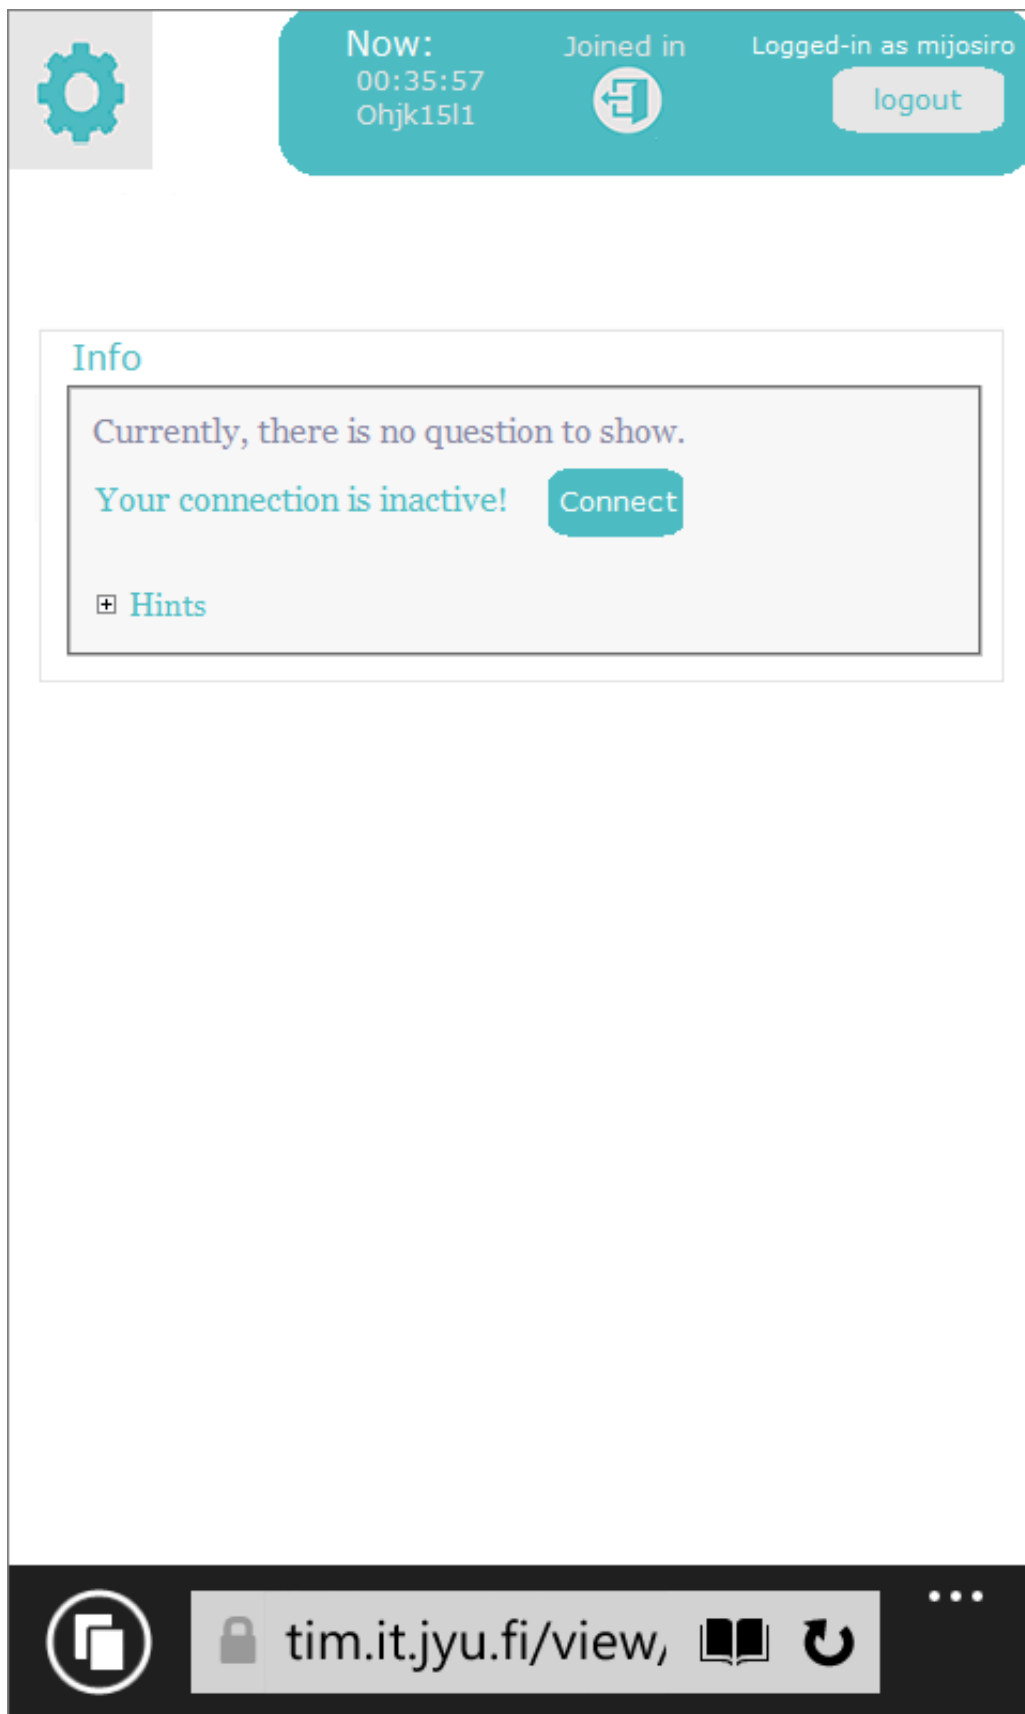 Now:
00:35:57
Ohjk15l1
Joined in
Logged-in as mijosiro
logout
Info
Currently, there is no question to show.
Your connection is inactive! Connect
Hints
tim.it.jyu.fi/view/